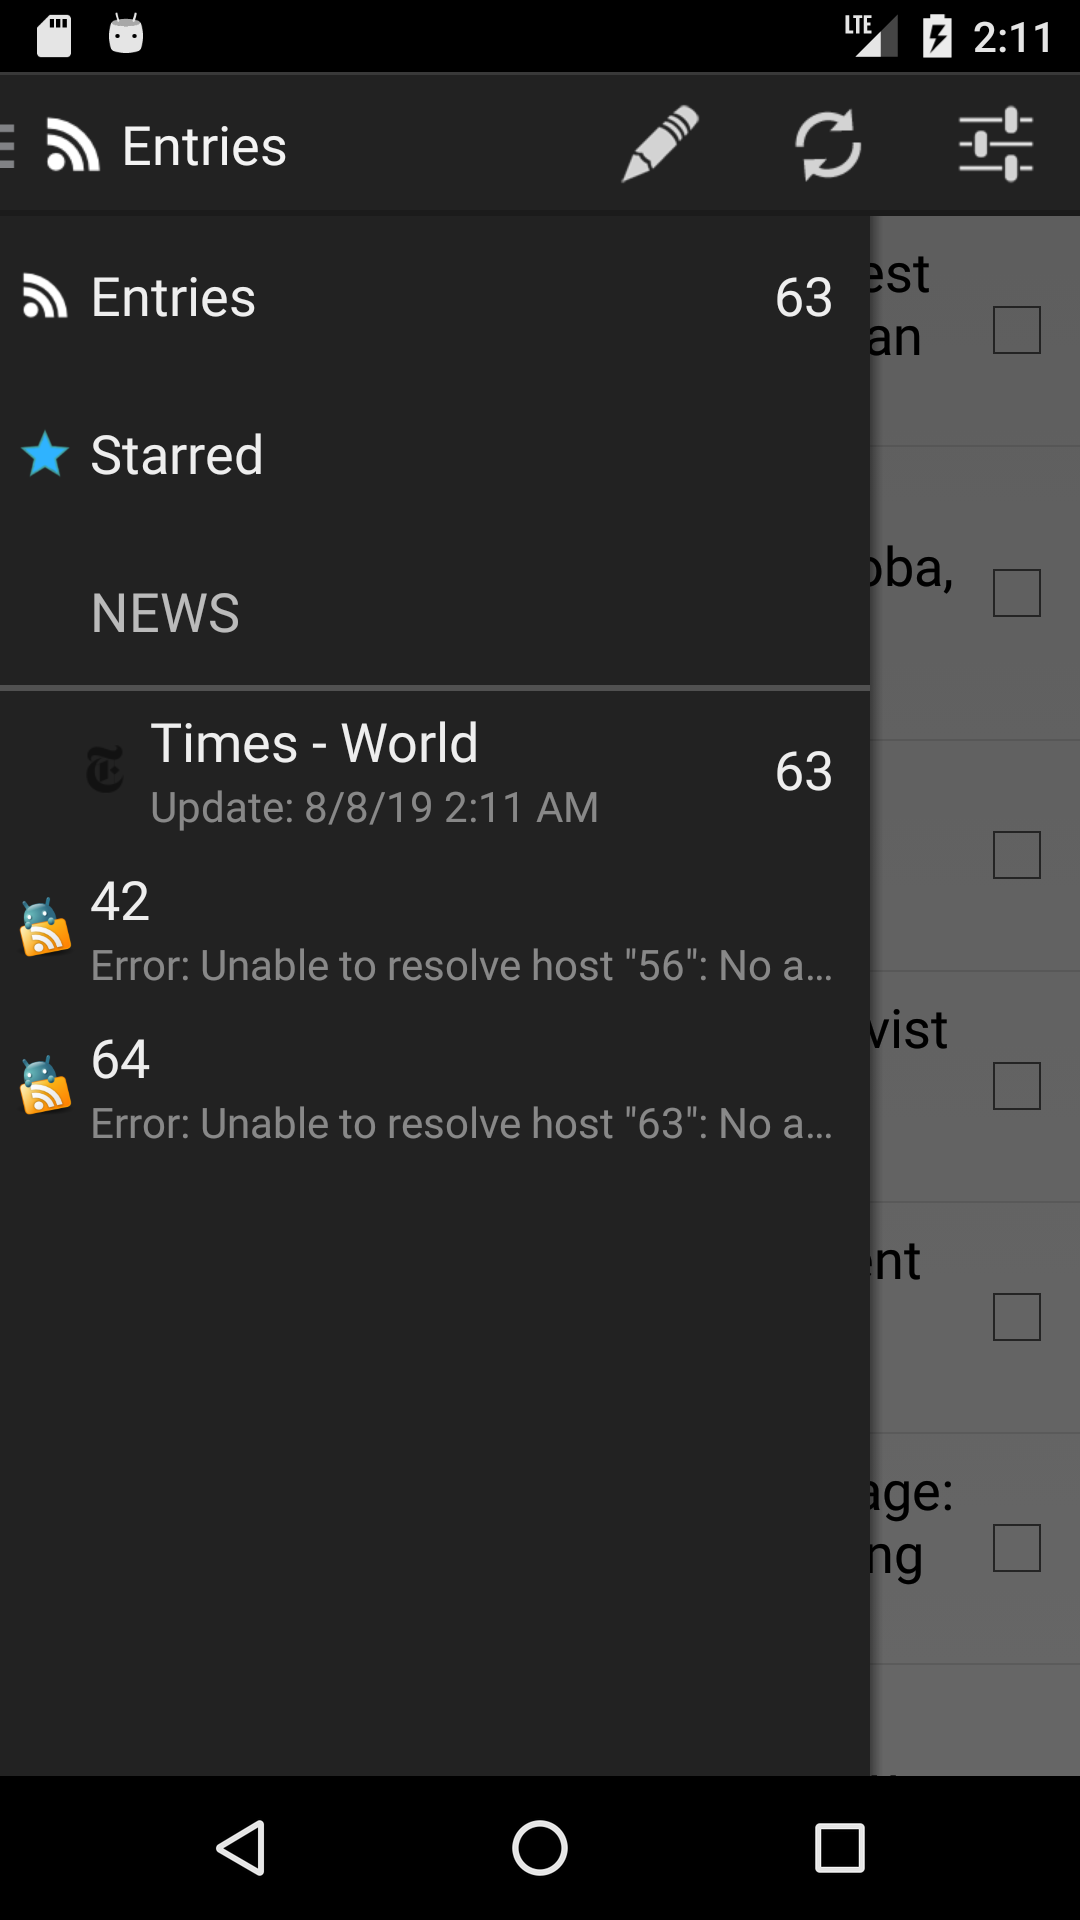 LTE 2:11
Entries
Entries 63
Starred
NEWS
Times - World 63
Update: 8/8/19 2:11 AM
42
Error: Unable to resolve host "56": No a…
64
Error: Unable to resolve host "63": No a…
est
an
oba,
vist
ent
age:
ng